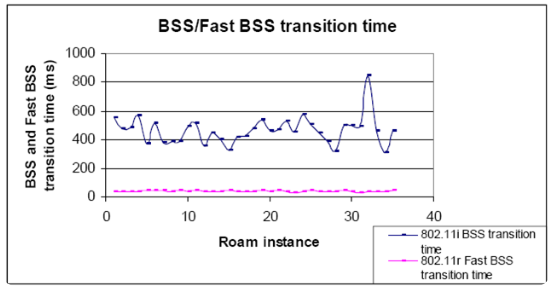 BSS/Fast BSS transition time
BSS and Fast BSS
transition time (ms)
1000
800
600
400
200
0
0 10 20 30 40
Roam instance
802.11i BSS transition
time
802.11r Fast BSS
transition time